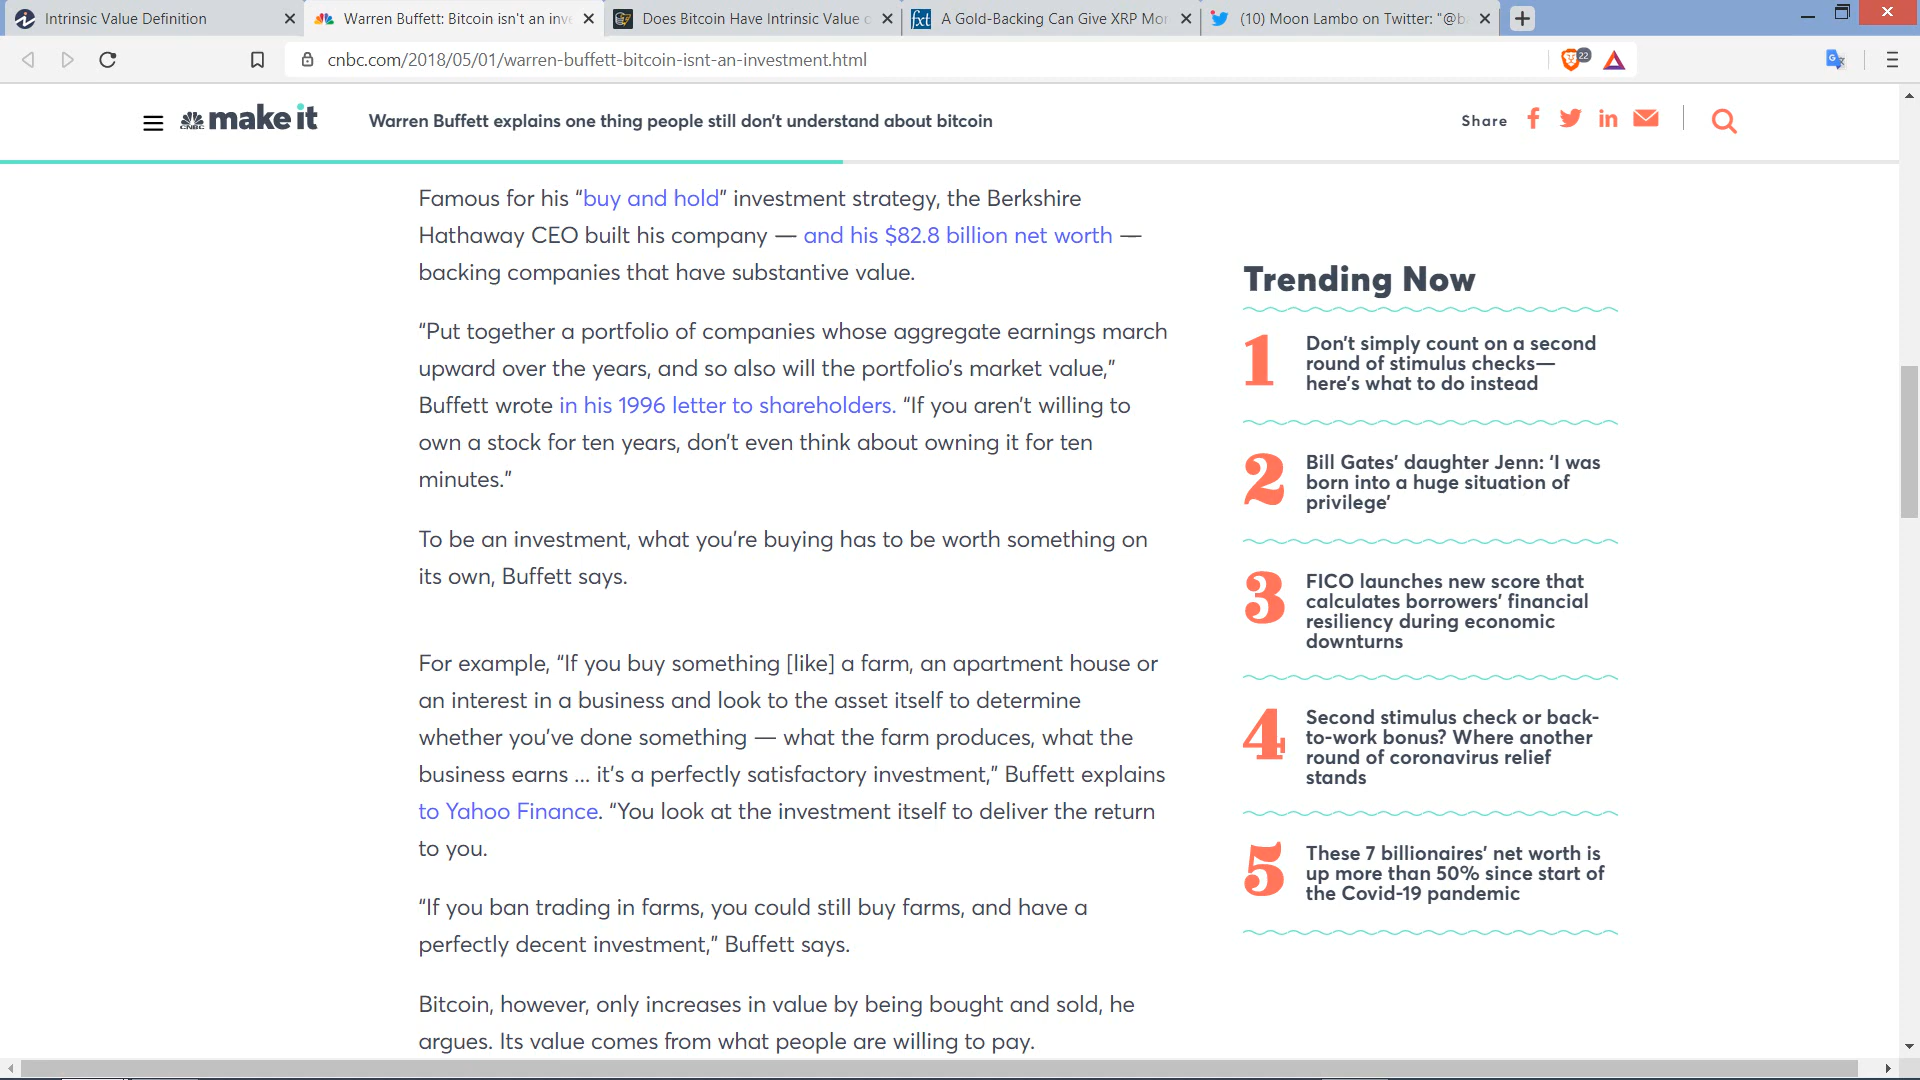 Intrinsic Value Definition
Warren Buffett: Bitcoin isn't an inve
Does Bitcoin Have Intrinsic Value o
A Gold-Backing Can Give XRP Mor
(10) Moon Lambo on Twitter: "@b
cnbc.com/2018/05/01/warren-buffett-bitcoin-isnt-an-investment.html
22
CNBC make it
Warren Buffett explains one thing people still don't understand about bitcoin
Share
Famous for his “buy and hold” investment strategy, the Berkshire
Hathaway CEO built his company — and his $82.8 billion net worth —
backing companies that have substantive value.
“Put together a portfolio of companies whose aggregate earnings march
upward over the years, and so also will the portfolio’s market value,”
Buffett wrote in his 1996 letter to shareholders. “If you aren’t willing to
own a stock for ten years, don’t even think about owning it for ten
minutes.”
To be an investment, what you’re buying has to be worth something on
its own, Buffett says.
For example, “If you buy something [like] a farm, an apartment house or
an interest in a business and look to the asset itself to determine
whether you’ve done something — what the farm produces, what the
business earns ... it’s a perfectly satisfactory investment,” Buffett explains
to Yahoo Finance. “You look at the investment itself to deliver the return
to you.
“If you ban trading in farms, you could still buy farms, and have a
perfectly decent investment,” Buffett says.
Bitcoin, however, only increases in value by being bought and sold, he
argues. Its value comes from what people are willing to pay.
Trending Now
1
Don’t simply count on a second
round of stimulus checks—
here’s what to do instead
2
Bill Gates’ daughter Jenn: ‘I was
born into a huge situation of
privilege’
3
FICO launches new score that
calculates borrowers’ financial
resiliency during economic
downturns
4
Second stimulus check or back-
to-work bonus? Where another
round of coronavirus relief
stands
5
These 7 billionaires’ net worth is
up more than 50% since start of
the Covid-19 pandemic